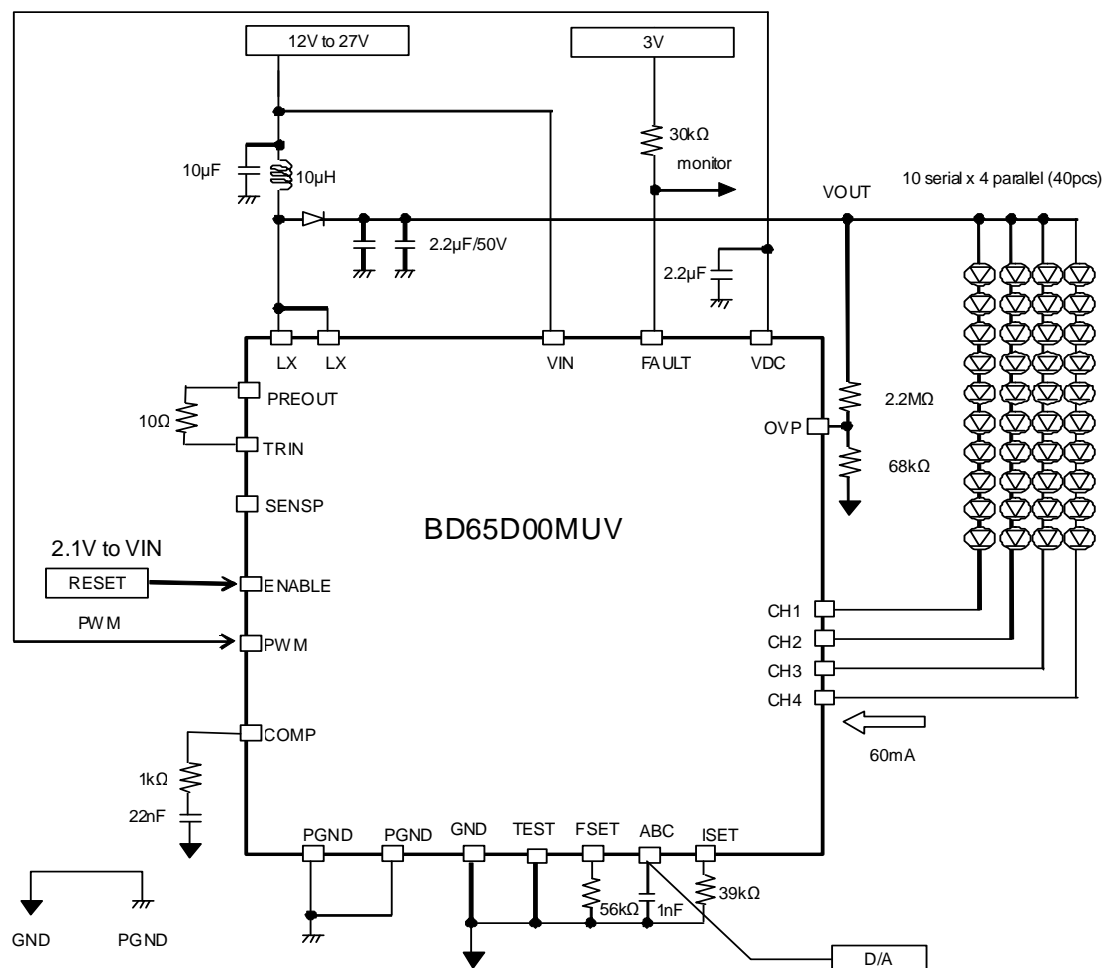 12V to 27V
3V
30kΩ
monitor
10µF
10µH
VOUT
10 serial x 4 parallel (40pcs)
2.2µF/50V
2.2µF
LX
LX
VIN
FAULT
VDC
PREOUT
10Ω
TRIN
2.2MΩ
OVP
68kΩ
SENSP
BD65D00MUV
2.1V to VIN
RESET
ENABLE
PWM
PWM
CH1
CH2
CH3
CH4
60mA
COMP
1kΩ
22nF
PGND
PGND
GND
TEST
FSET
ABC
ISET
56kΩ
1nF
39kΩ
GND
PGND
D/A